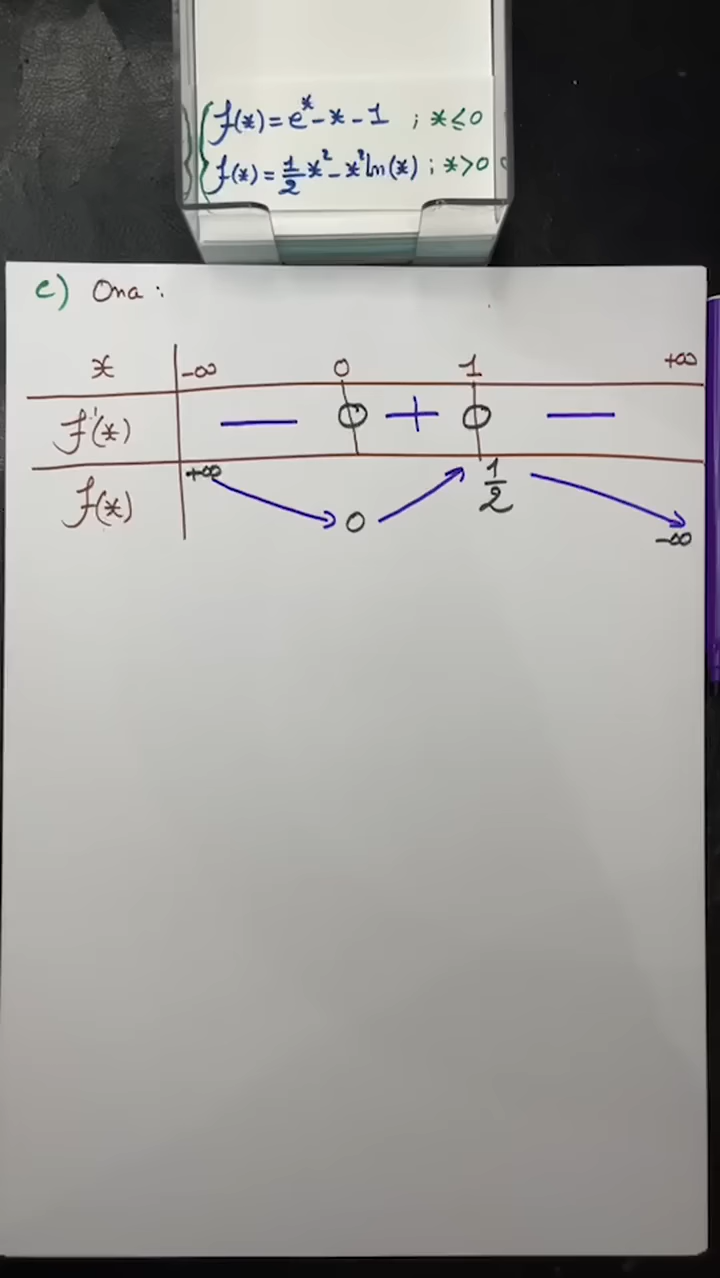 { f(x) = e^x - x - 1 ; x ≤ 0
{ f(x) = 1/2 x² - x² ln(x) ; x > 0
c) Ona :
x -∞ 0 1 +∞
f'(x) — 0 + 0 —
f(x) +∞ ↘ 0 ↗ 1/2 ↘ -∞